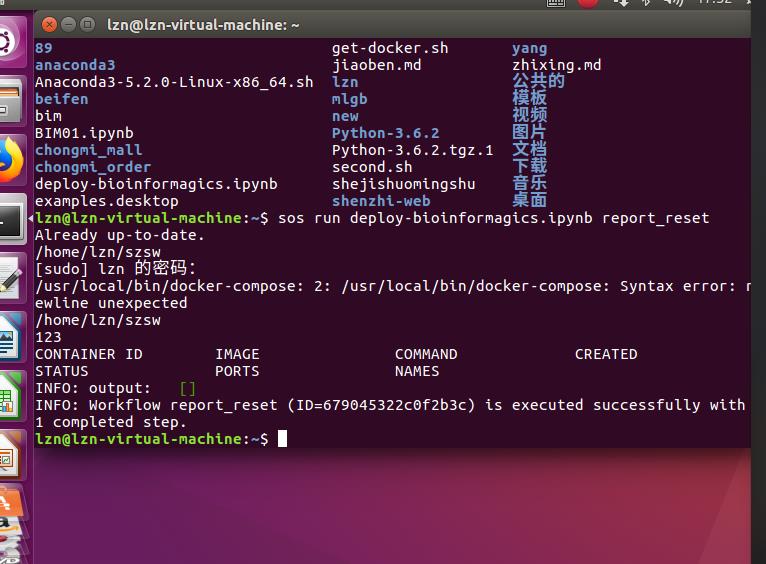 lzn@lzn-virtual-machine: ~
89 get-docker.sh yang
anaconda3 jiaoben.md zhixing.md
Anaconda3-5.2.0-Linux-x86_64.sh lzn 公共的
beifen mlgb 模板
bim new 视频
BIM01.ipynb Python-3.6.2 图片
chongmi_mall Python-3.6.2.tgz.1 文档
chongmi_order second.sh 下载
deploy-bioinformagics.ipynb shejishuomingshu 音乐
examples.desktop shenzhi-web 桌面
lzn@lzn-virtual-machine:~$ sos run deploy-bioinformagics.ipynb report_reset
Already up-to-date.
/home/lzn/szsw
[sudo] lzn 的密码：
/usr/local/bin/docker-compose: 2: /usr/local/bin/docker-compose: Syntax error: n
ewline unexpected
/home/lzn/szsw
123
CONTAINER ID IMAGE COMMAND CREATED
STATUS PORTS NAMES
INFO: output: []
INFO: Workflow report_reset (ID=679045322c0f2b3c) is executed successfully with
1 completed step.
lzn@lzn-virtual-machine:~$